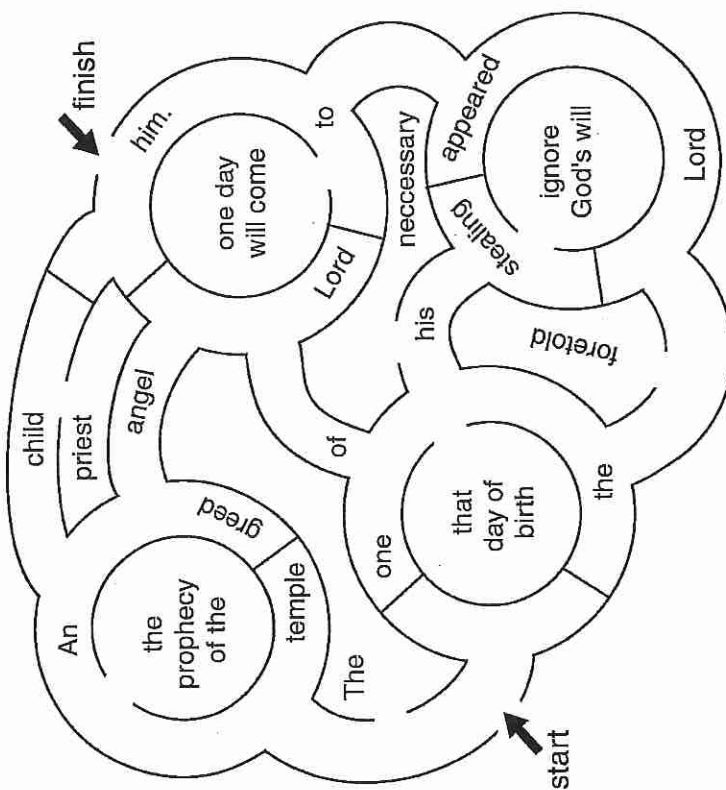 finish
him.
one day
will come
to
appeared
ignore
God's will
Lord
neccessary
stealing
Lord
his
foretold
child
priest
angel
of
greed
one
that
day of
birth
the
An
the
prophecy
of the
temple
The
start